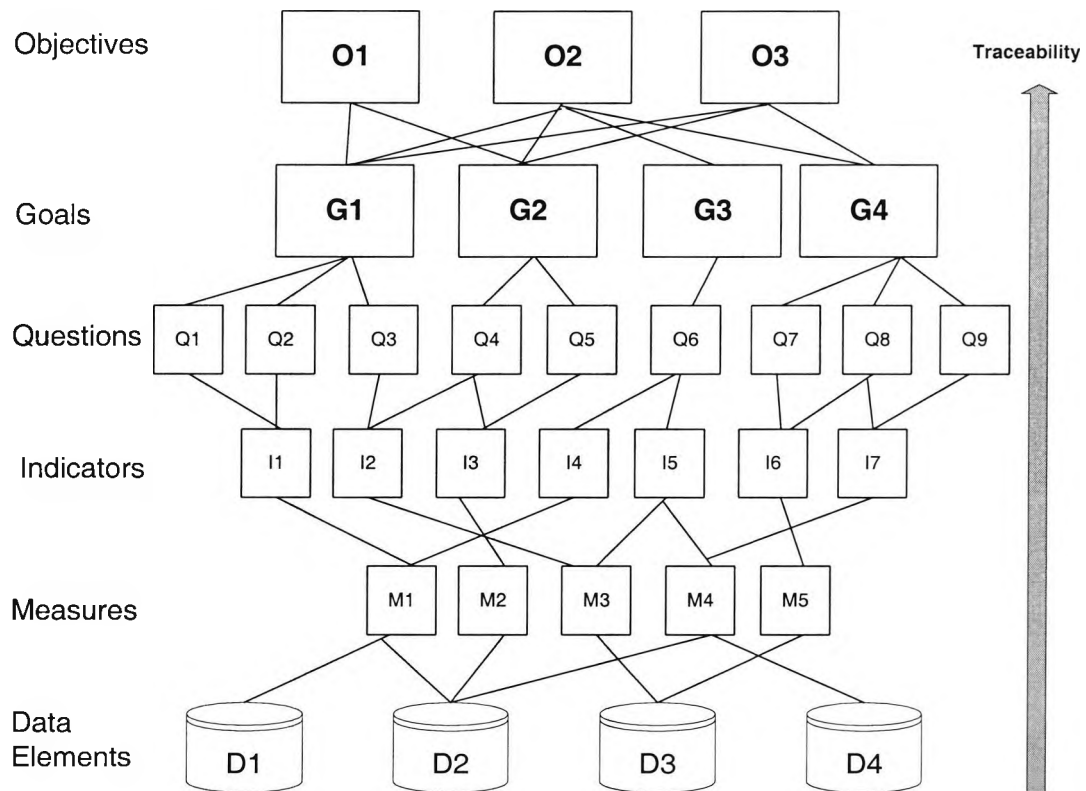 Objectives
O1
O2
O3
Traceability
Goals
G1
G2
G3
G4
Questions
Q1
Q2
Q3
Q4
Q5
Q6
Q7
Q8
Q9
Indicators
I1
I2
I3
I4
I5
I6
I7
Measures
M1
M2
M3
M4
M5
Data
Elements
D1
D2
D3
D4